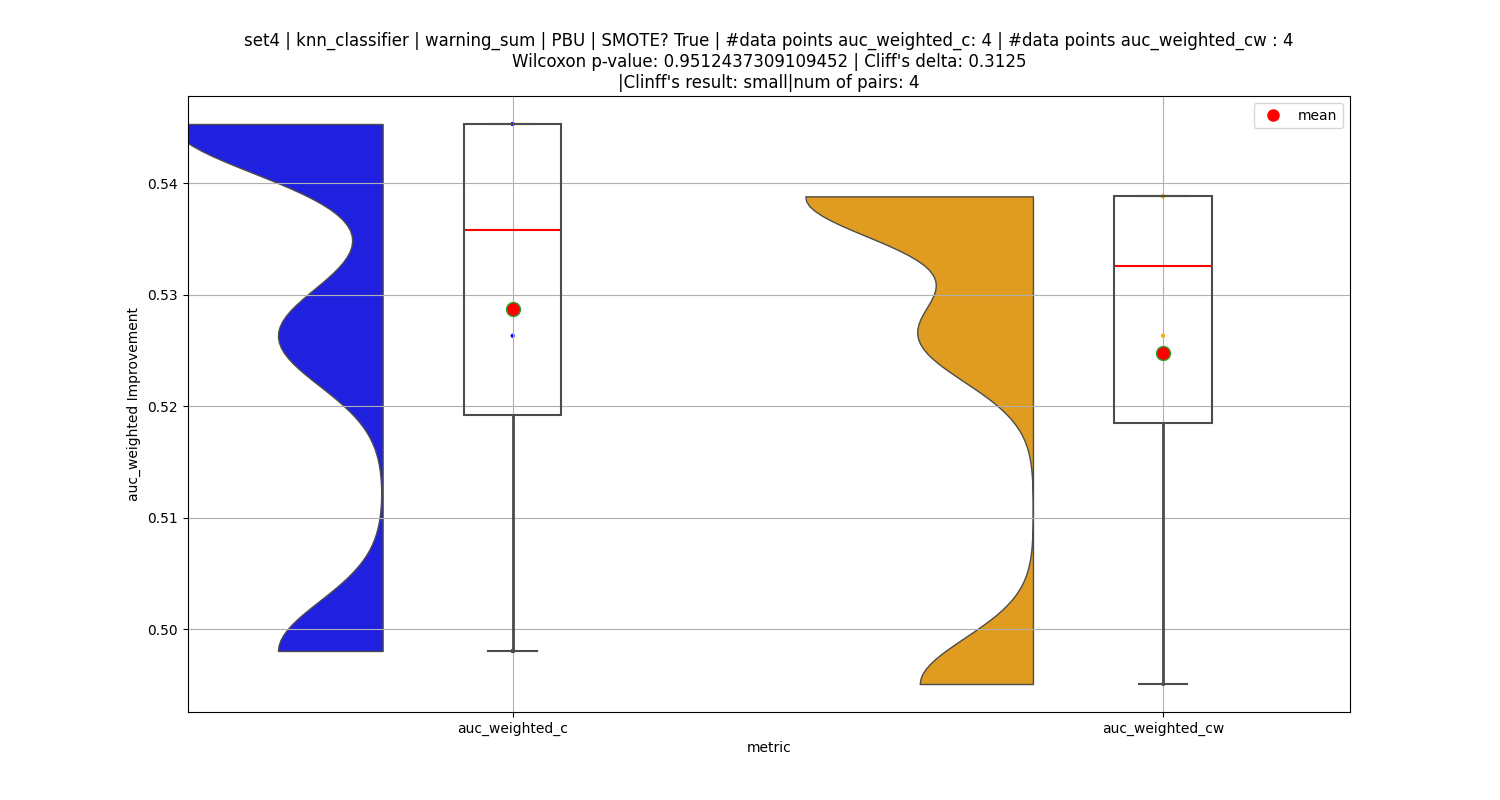 set4 | knn_classifier | warning_sum | PBU | SMOTE? True | #data points auc_weighted_c: 4 | #data points auc_weighted_cw : 4
Wilcoxon p-value: 0.9512437309109452 | Cliff's delta: 0.3125
|Clinff's result: small|num of pairs: 4
mean
0.54
0.53
0.52
0.51
0.50
auc_weighted Improvement
auc_weighted_c
auc_weighted_cw
metric